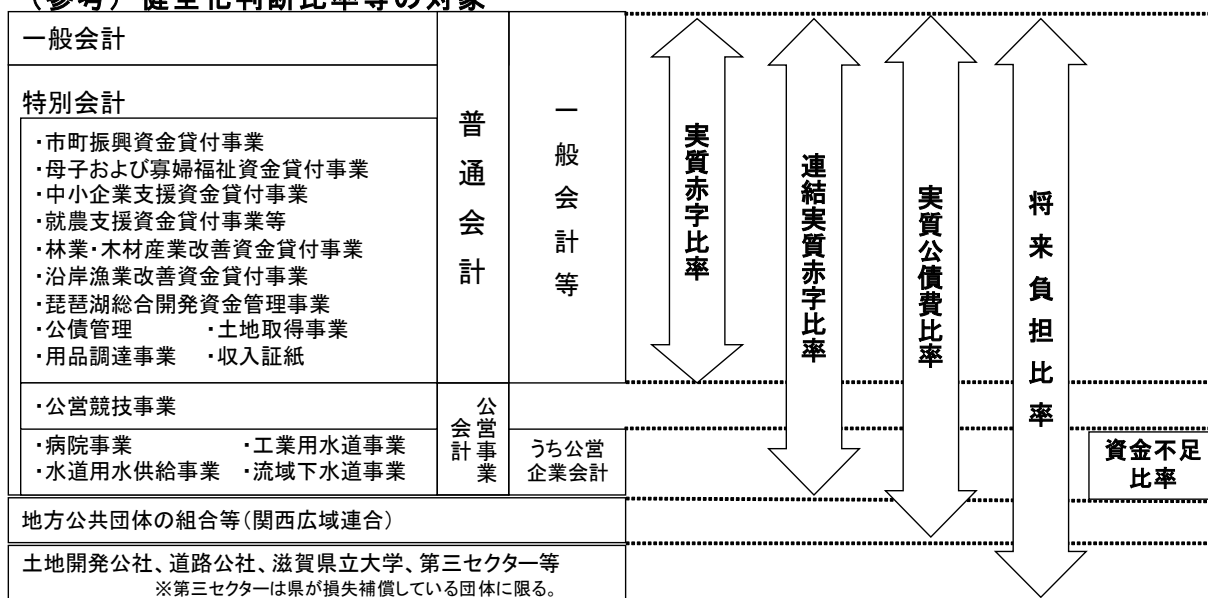 （参考）健全化判断比率等の対象
一般会計
特別会計
・市町振興資金貸付事業
・母子および寡婦福祉資金貸付事業
・中小企業支援資金貸付事業
・就農支援資金貸付事業等
・林業・木材産業改善資金貸付事業
・沿岸漁業改善資金貸付事業
・琵琶湖総合開発資金管理事業
・公債管理 ・土地取得事業
・用品調達事業 ・収入証紙
普通会計
一般会計等
・公営競技事業
・病院事業 ・工業用水道事業
・水道用水供給事業 ・流域下水道事業
公営事業
会計
うち公営
企業会計
地方公共団体の組合等（関西広域連合）
土地開発公社、道路公社、滋賀県立大学、第三セクター等
※第三セクターは県が損失補償している団体に限る。
実質赤字比率
連結実質赤字比率
実質公債費比率
将来負担比率
資金不足
比率